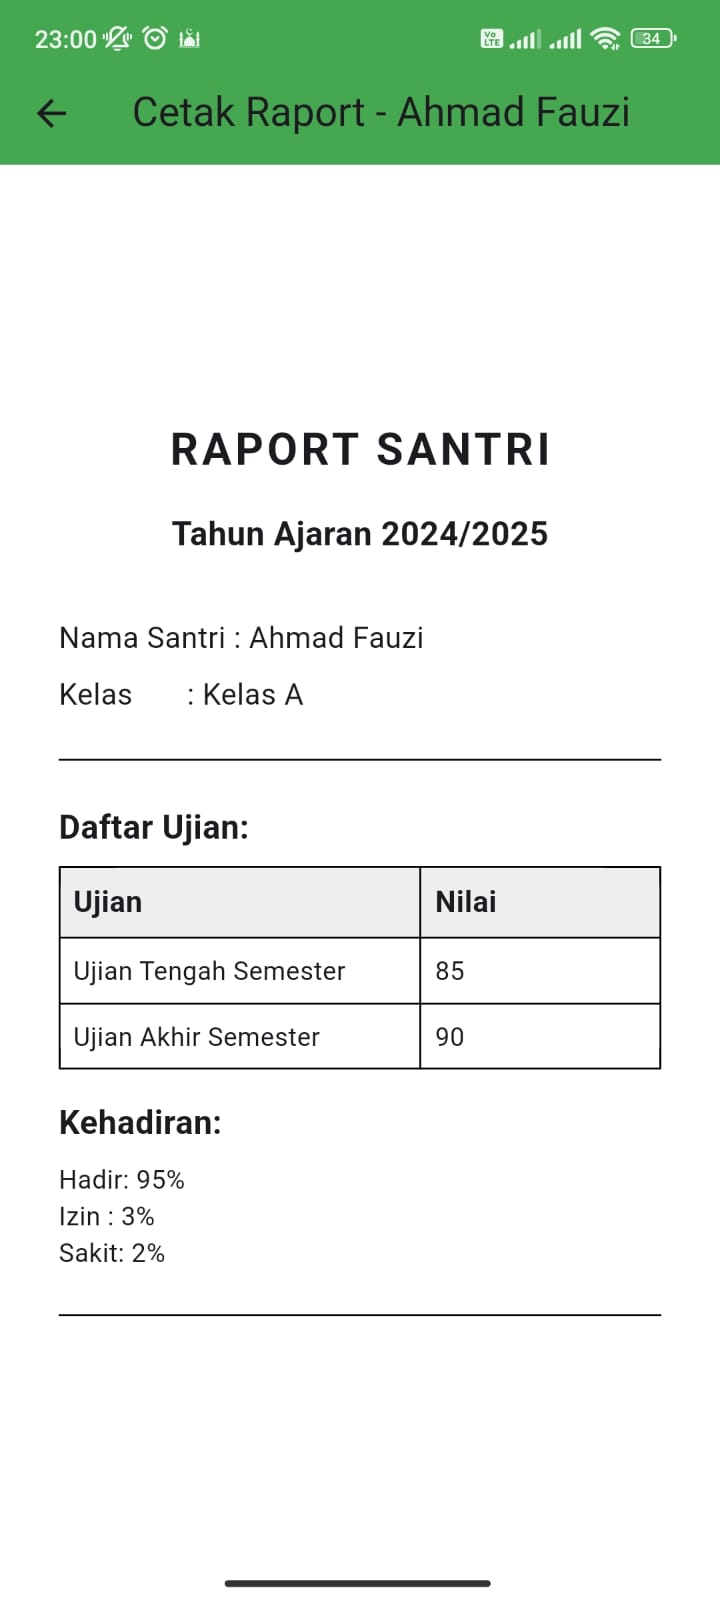 23:00
Vo LTE
34
Cetak Raport - Ahmad Fauzi
RAPORT SANTRI
Tahun Ajaran 2024/2025
Nama Santri : Ahmad Fauzi
Kelas : Kelas A
Daftar Ujian:
Ujian Nilai
Ujian Tengah Semester 85
Ujian Akhir Semester 90
Kehadiran:
Hadir: 95%
Izin : 3%
Sakit: 2%